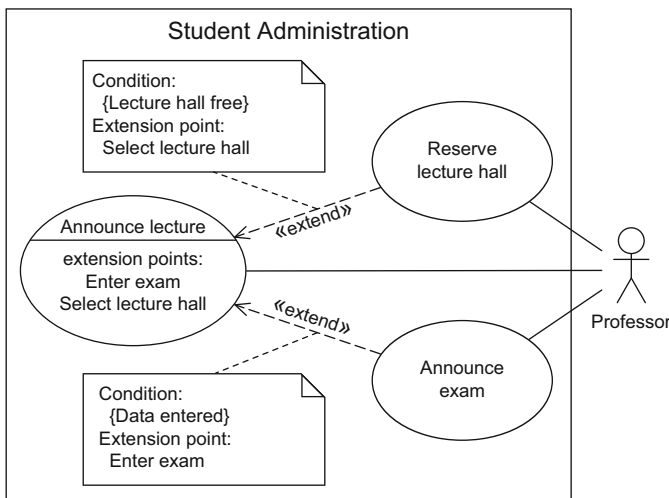 Student Administration
Condition:
{Lecture hall free}
Extension point:
Select lecture hall
Reserve
lecture hall
«extend»
Announce lecture
extension points:
Enter exam
Select lecture hall
Professor
«extend»
Announce
exam
Condition:
{Data entered}
Extension point:
Enter exam